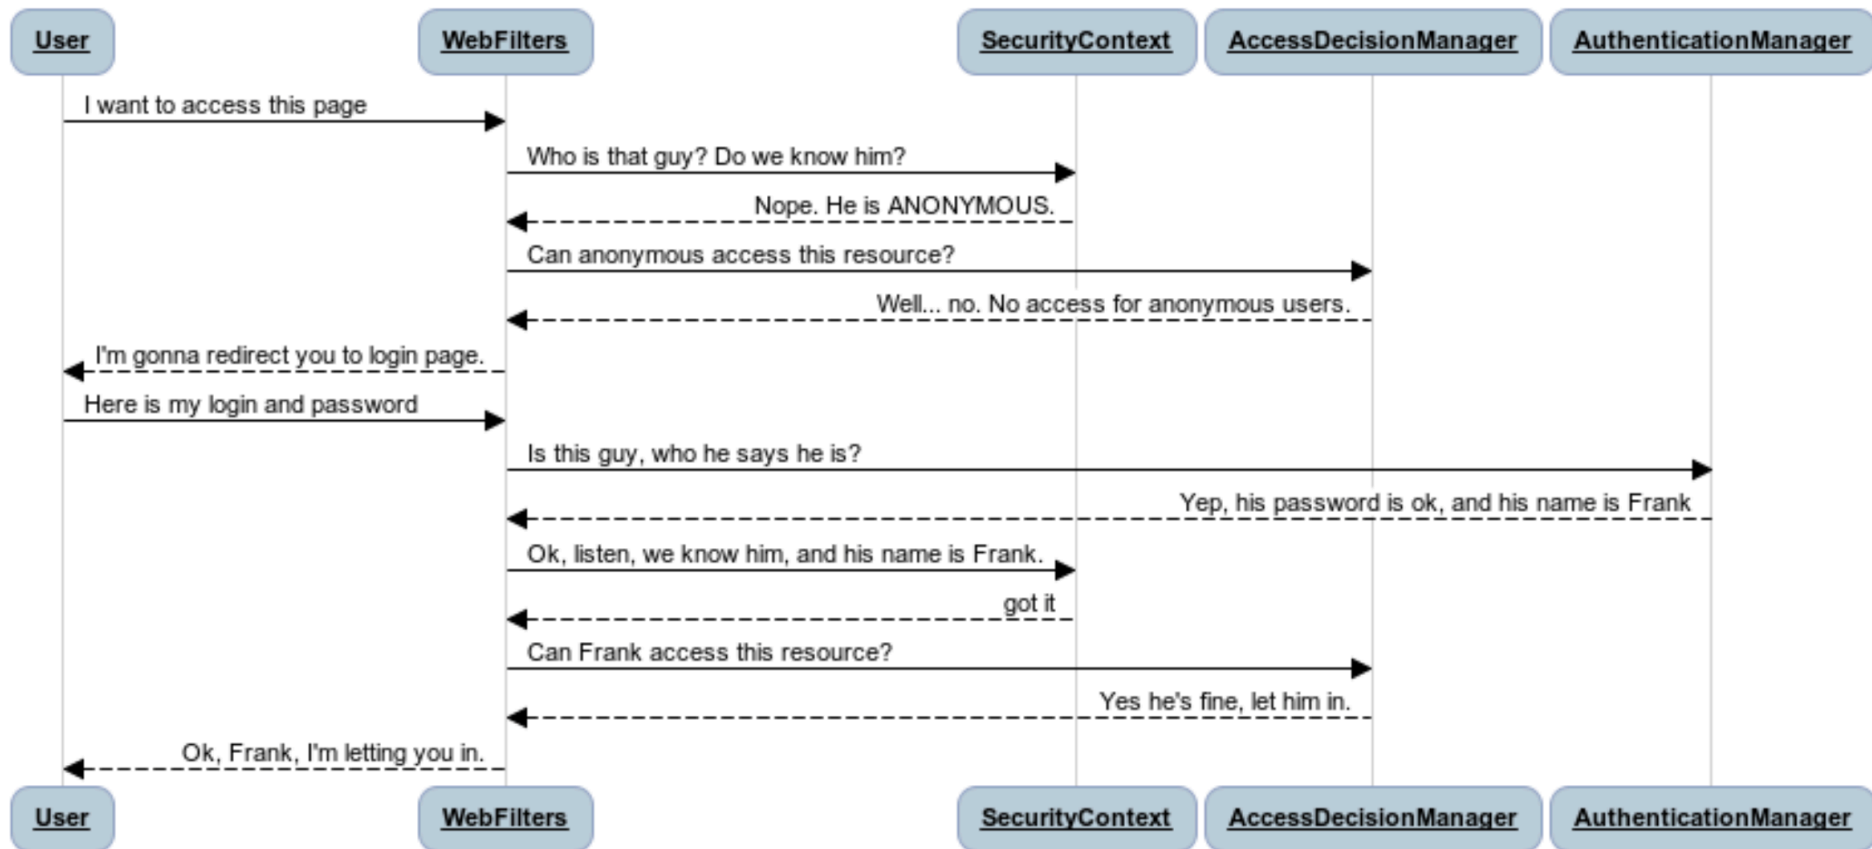 User
WebFilters
SecurityContext
AccessDecisionManager
AuthenticationManager
I want to access this page
Who is that guy? Do we know him?
Nope. He is ANONYMOUS.
Can anonymous access this resource?
Well... no. No access for anonymous users.
I'm gonna redirect you to login page.
Here is my login and password
Is this guy, who he says he is?
Yep, his password is ok, and his name is Frank
Ok, listen, we know him, and his name is Frank.
got it
Can Frank access this resource?
Yes he's fine, let him in.
Ok, Frank, I'm letting you in.
User
WebFilters
SecurityContext
AccessDecisionManager
AuthenticationManager